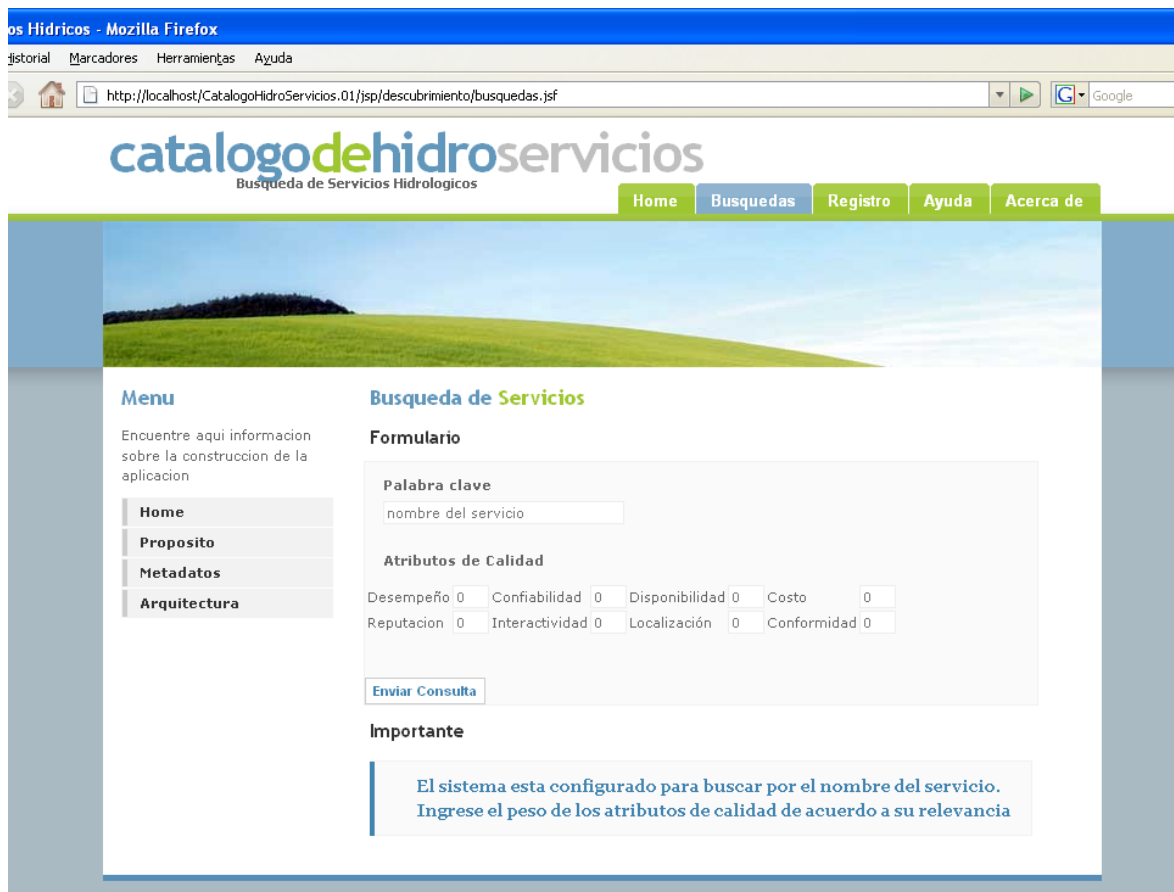 os Hidricos - Mozilla Firefox
Historial Marcadores Herramientas Ayuda
http://localhost/CatalogoHidroServicios.01/jsp/descubrimiento/busquedas.jsf
G Google
catalogodehidroservicios
Busqueda de Servicios Hidrologicos
Home Busquedas Registro Ayuda Acerca de
Menu
Encuentre aqui informacion
sobre la construccion de la
aplicacion
Home
Proposito
Metadatos
Arquitectura
Busqueda de Servicios
Formulario
Palabra clave
nombre del servicio
Atributos de Calidad
Desempeño 0 Confiabilidad 0 Disponibilidad 0 Costo 0
Reputacion 0 Interactividad 0 Localización 0 Conformidad 0
Enviar Consulta
Importante
El sistema esta configurado para buscar por el nombre del servicio.
Ingrese el peso de los atributos de calidad de acuerdo a su relevancia